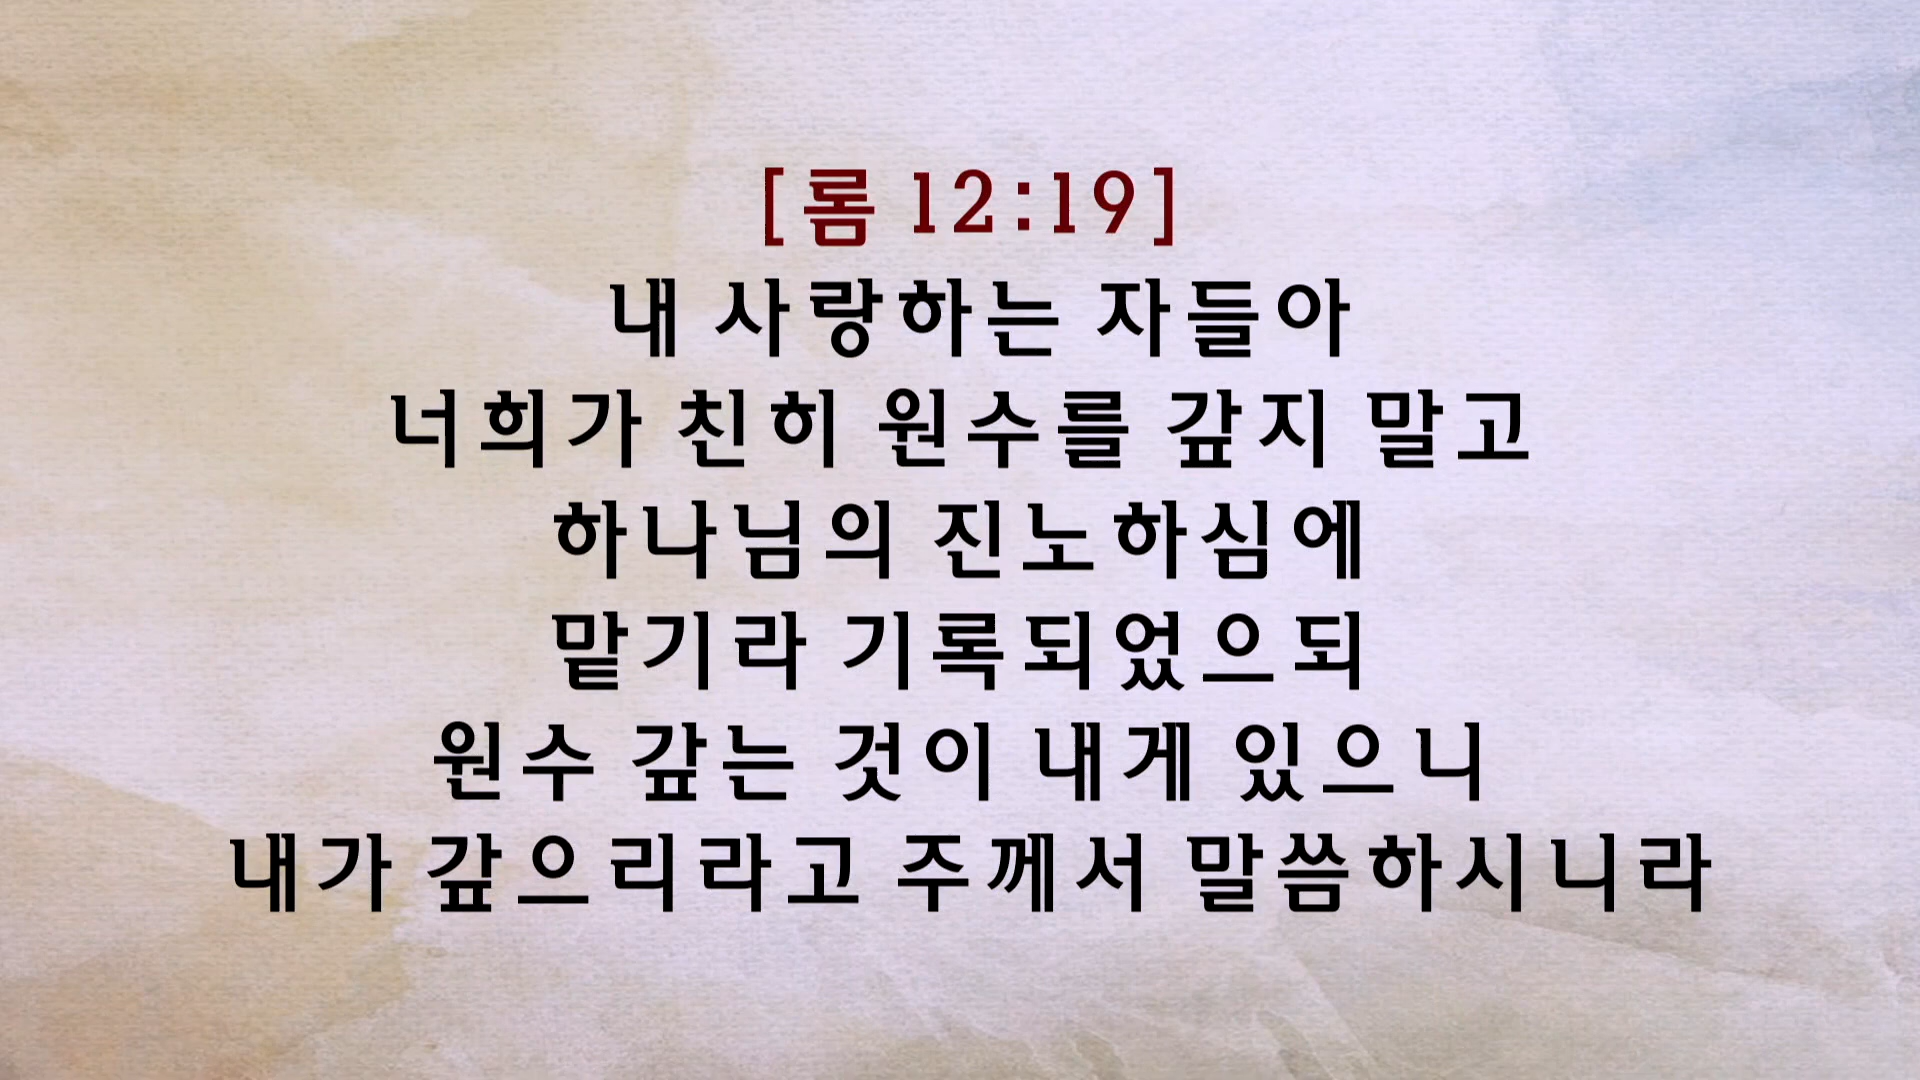 [롬 12:19]
내 사랑하는 자들아
너희가 친히 원수를 갚지 말고
하나님의 진노하심에
맡기라 기록되었으되
원수 갚는 것이 내게 있으니
내가 갚으리라고 주께서 말씀하시니라